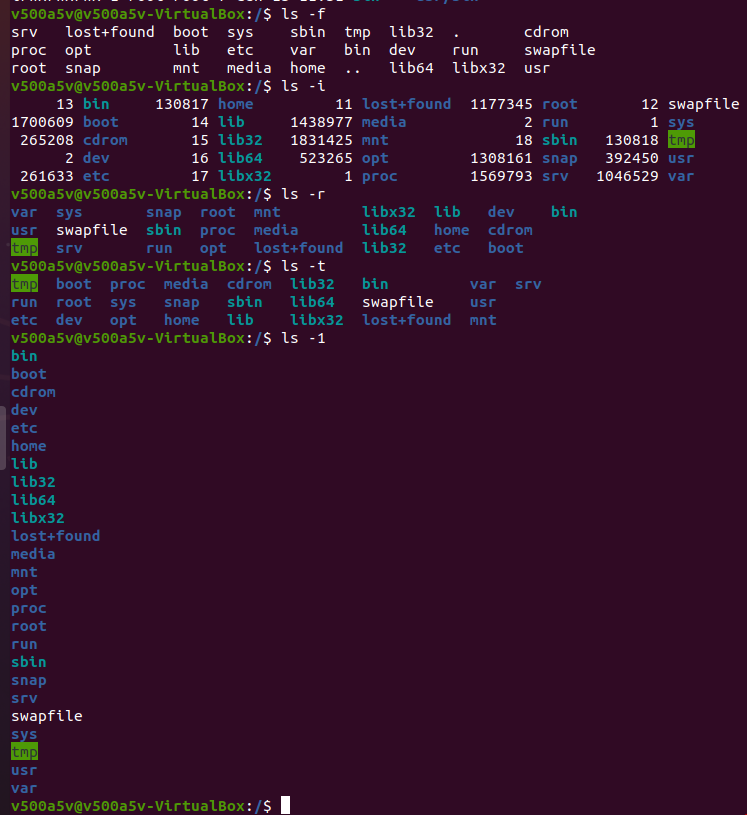 v500a5v@v500a5v-VirtualBox:/$ ls -f
srv lost+found boot sys sbin tmp lib32 . cdrom
proc opt lib etc var bin dev run swapfile
root snap mnt media home .. lib64 libx32 usr
v500a5v@v500a5v-VirtualBox:/$ ls -i
13 bin 130817 home 11 lost+found 1177345 root 12 swapfile
1700609 boot 14 lib 1438977 media 2 run 1 sys
265208 cdrom 15 lib32 1831425 mnt 18 sbin 130818 tmp
2 dev 16 lib64 523265 opt 1308161 snap 392450 usr
261633 etc 17 libx32 1 proc 1569793 srv 1046529 var
v500a5v@v500a5v-VirtualBox:/$ ls -r
var sys snap root mnt libx32 lib dev bin
usr swapfile sbin proc media lib64 home cdrom
tmp srv run opt lost+found lib32 etc boot
v500a5v@v500a5v-VirtualBox:/$ ls -t
tmp boot proc media cdrom lib32 bin var srv
run root sys snap sbin lib64 swapfile usr
etc dev opt home lib libx32 lost+found mnt
v500a5v@v500a5v-VirtualBox:/$ ls -1
bin
boot
cdrom
dev
etc
home
lib
lib32
lib64
libx32
lost+found
media
mnt
opt
proc
root
run
sbin
snap
srv
swapfile
sys
tmp
usr
var
v500a5v@v500a5v-VirtualBox:/$